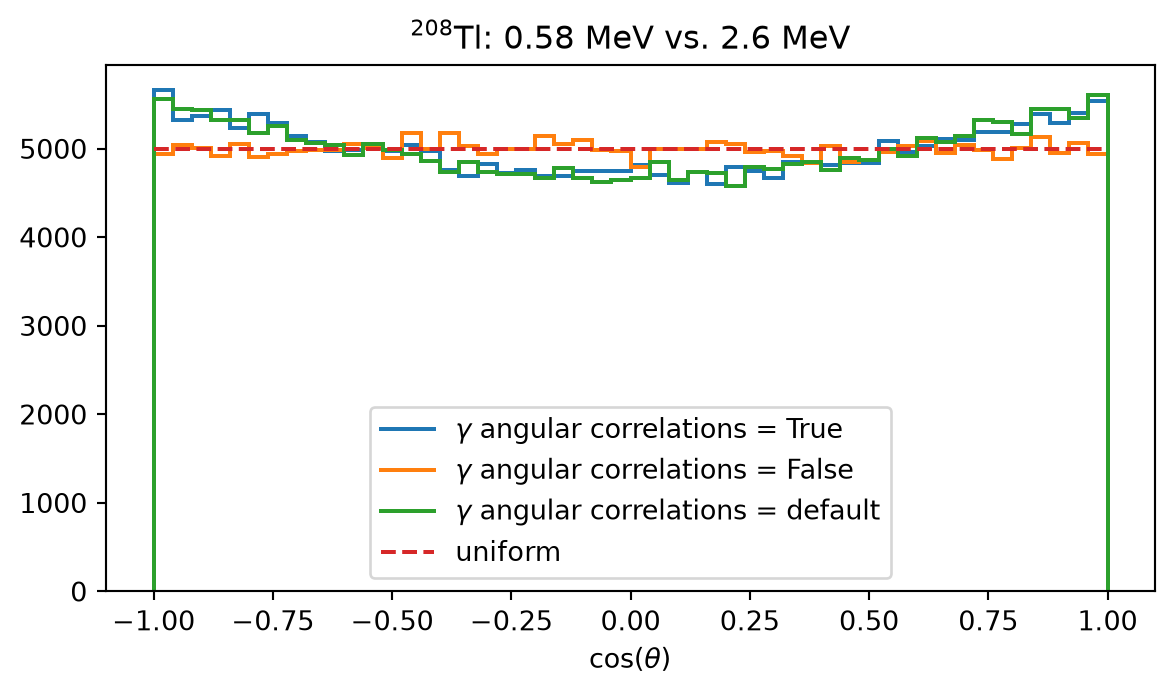 ²⁰⁸Tl: 0.58 MeV vs. 2.6 MeV
5000
4000
3000
2000
1000
0
γ angular correlations = True
γ angular correlations = False
γ angular correlations = default
uniform
−1.00 −0.75 −0.50 −0.25 0.00 0.25 0.50 0.75 1.00
cos(θ)